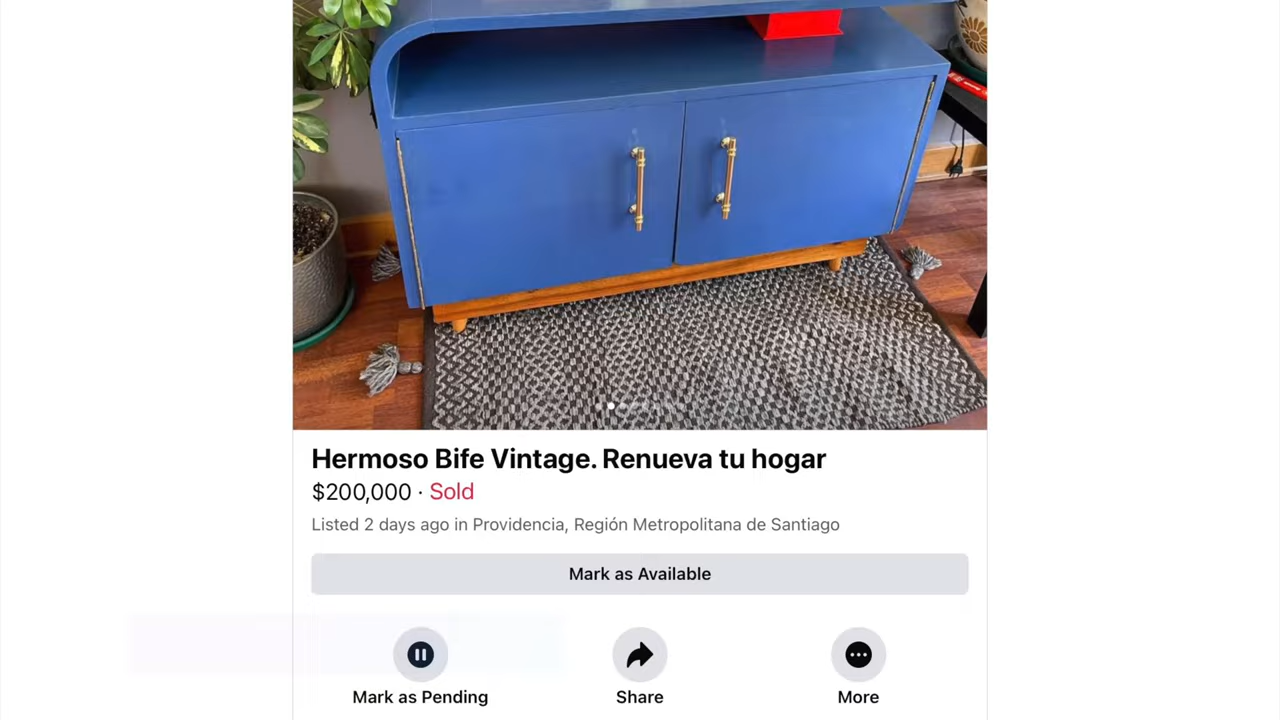 Hermoso Bife Vintage. Renueva tu hogar
$200,000 · Sold
Listed 2 days ago in Providencia, Región Metropolitana de Santiago
Mark as Available
Mark as Pending
Share
More